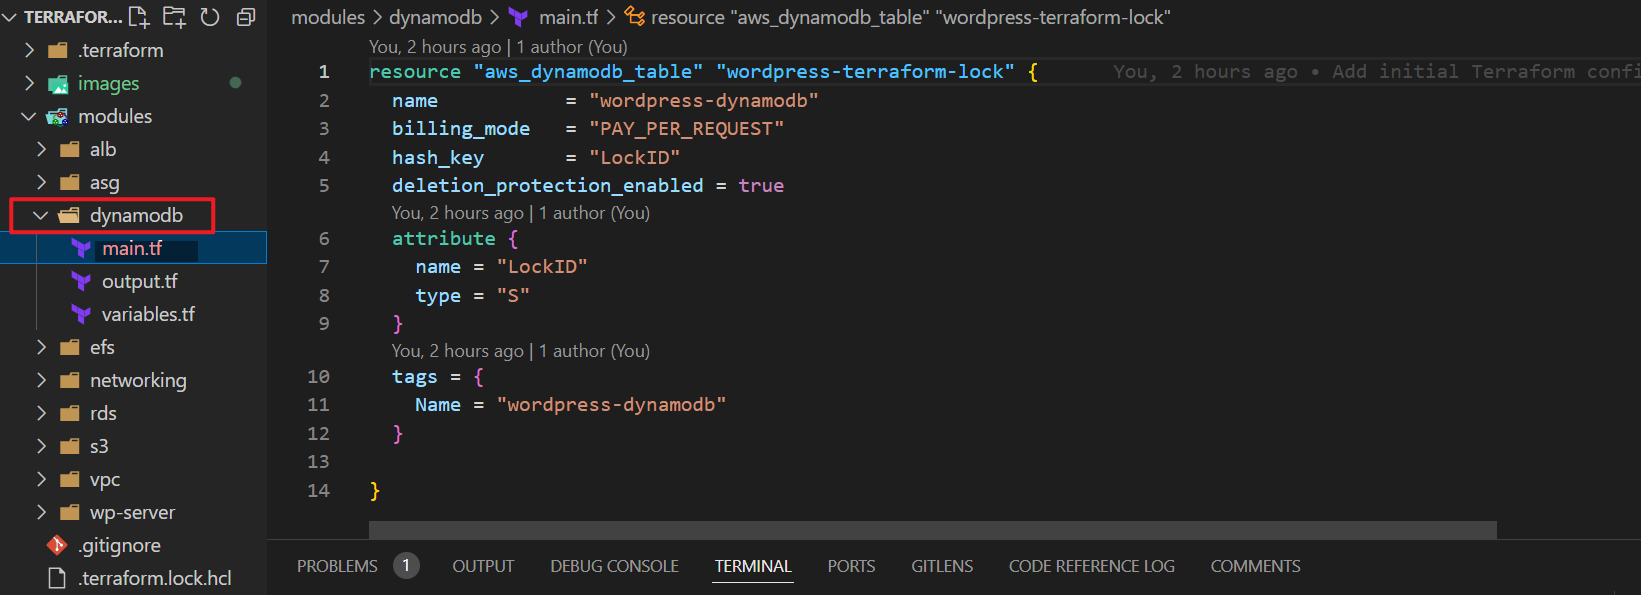 TERRAFOR...
.terraform
images
modules
alb
asg
dynamodb
main.tf
output.tf
variables.tf
efs
networking
rds
s3
vpc
wp-server
.gitignore
.terraform.lock.hcl
modules > dynamodb > main.tf > resource "aws_dynamodb_table" "wordpress-terraform-lock"
You, 2 hours ago | 1 author (You)
1 resource "aws_dynamodb_table" "wordpress-terraform-lock" { You, 2 hours ago • Add initial Terraform confi
2 name = "wordpress-dynamodb"
3 billing_mode = "PAY_PER_REQUEST"
4 hash_key = "LockID"
5 deletion_protection_enabled = true
You, 2 hours ago | 1 author (You)
6 attribute {
7 name = "LockID"
8 type = "S"
9 }
You, 2 hours ago | 1 author (You)
10 tags = {
11 Name = "wordpress-dynamodb"
12 }
13
14 }
PROBLEMS 1 OUTPUT DEBUG CONSOLE TERMINAL PORTS GITLENS CODE REFERENCE LOG COMMENTS